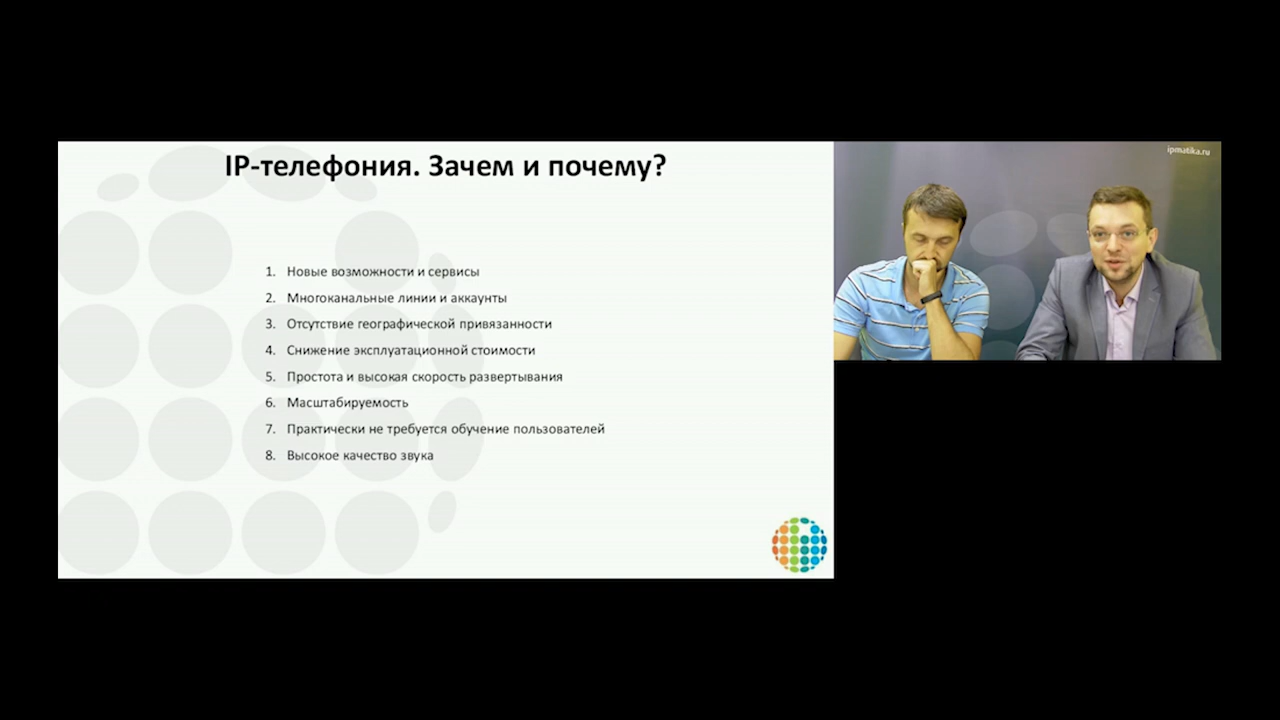 IP-телефония. Зачем и почему?
1. Новые возможности и сервисы
2. Многоканальные линии и аккаунты
3. Отсутствие географической привязанности
4. Снижение эксплуатационной стоимости
5. Простота и высокая скорость развертывания
6. Масштабируемость
7. Практически не требуется обучение пользователей
8. Высокое качество звука
ipmatika.ru